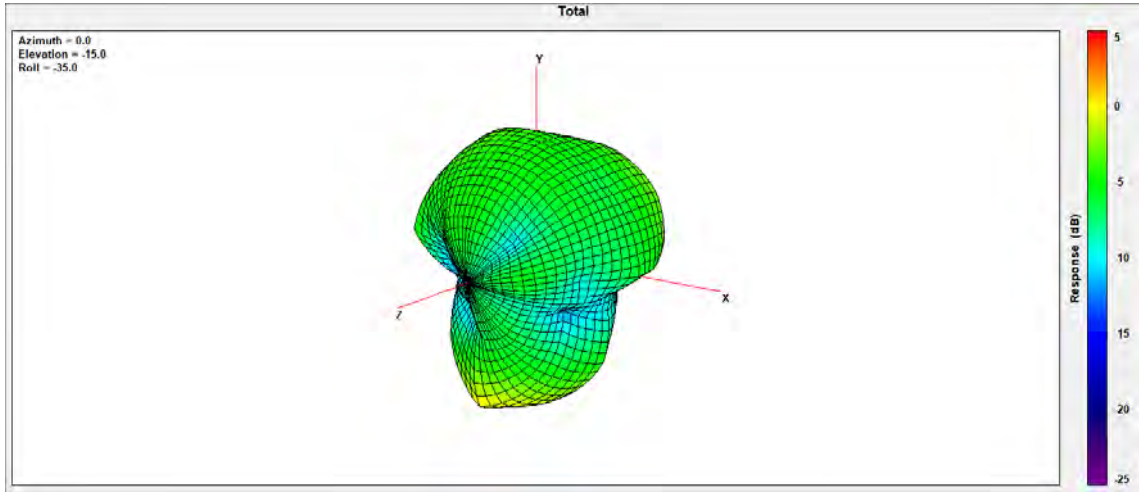 Total
Azimuth = 0.0
Elevation = -15.0
Roll = -35.0
Y
X
Z
5
0
-5
-10
-15
-20
-25
Response (dB)